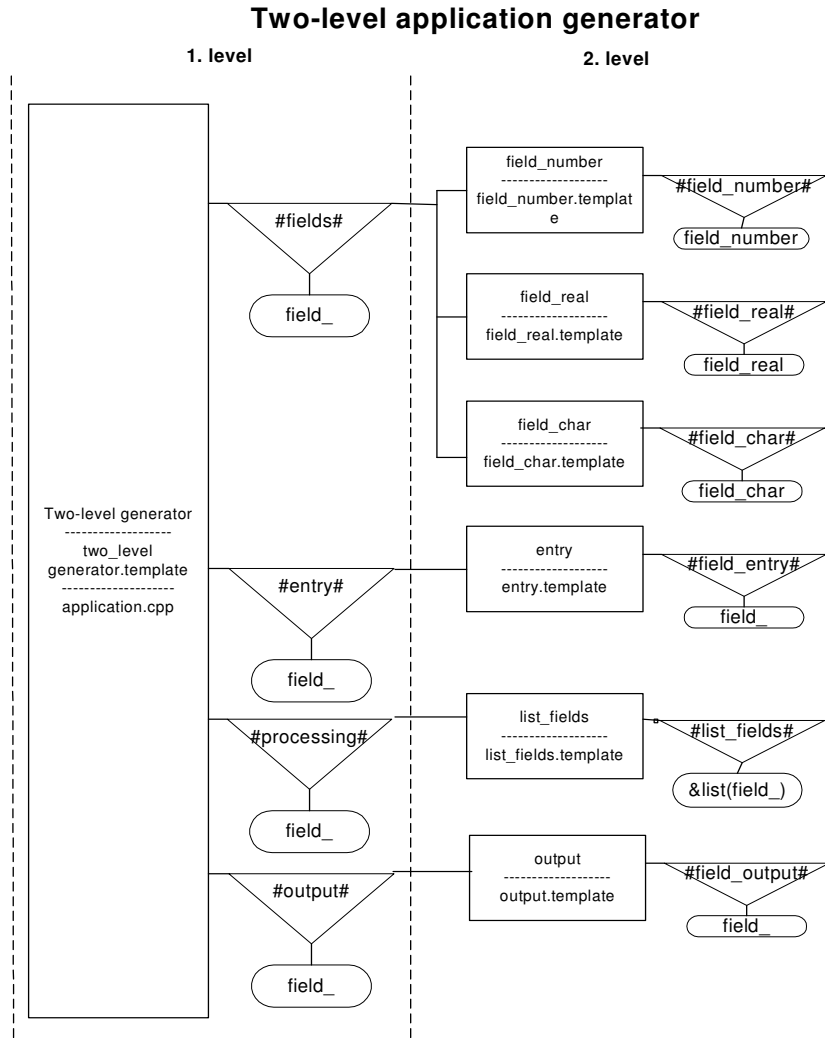 Two-level application generator
1. level
2. level
Two-level generator
-------------------
two_level
generator.template
--------------------
application.cpp
#fields#
field_
#entry#
field_
#processing#
field_
#output#
field_
field_number
-------------------
field_number.templat
e
#field_number#
field_number
field_real
-------------------
field_real.template
#field_real#
field_real
field_char
-------------------
field_char.template
#field_char#
field_char
entry
-------------------
entry.template
#field_entry#
field_
list_fields
-------------------
list_fields.template
#list_fields#
&list(field_)
output
-------------------
output.template
#field_output#
field_